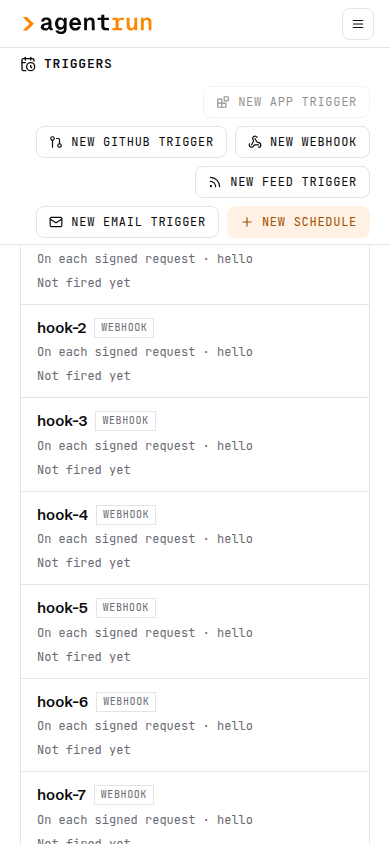 agentrun
TRIGGERS
NEW APP TRIGGER
NEW GITHUB TRIGGER
NEW WEBHOOK
NEW FEED TRIGGER
NEW EMAIL TRIGGER
NEW SCHEDULE
On each signed request · hello
Not fired yet
hook-2 WEBHOOK
On each signed request · hello
Not fired yet
hook-3 WEBHOOK
On each signed request · hello
Not fired yet
hook-4 WEBHOOK
On each signed request · hello
Not fired yet
hook-5 WEBHOOK
On each signed request · hello
Not fired yet
hook-6 WEBHOOK
On each signed request · hello
Not fired yet
hook-7 WEBHOOK
On each signed request · hello
Not fired yet